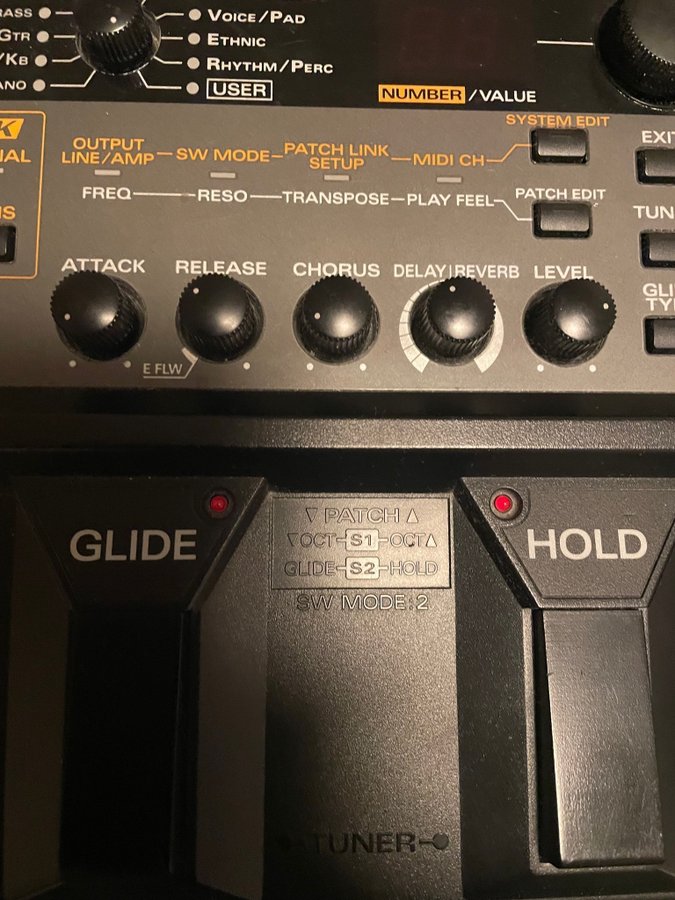 VOICE/PAD
GTR
ETHNIC
KB
RHYTHM/PERC
USER
NUMBER/VALUE
SYSTEM EDIT
OUTPUT LINE/AMP
SW MODE
PATCH LINK SETUP
MIDI CH
FREQ
RESO
TRANSPOSE
PLAY FEEL
PATCH EDIT
ATTACK
RELEASE
CHORUS
DELAY|REVERB
LEVEL
E FLW
GLIDE
▽ PATCH △
▽OCT-S1-OCT△
GLIDE-S2-HOLD
SW MODE:2
HOLD
TUNER